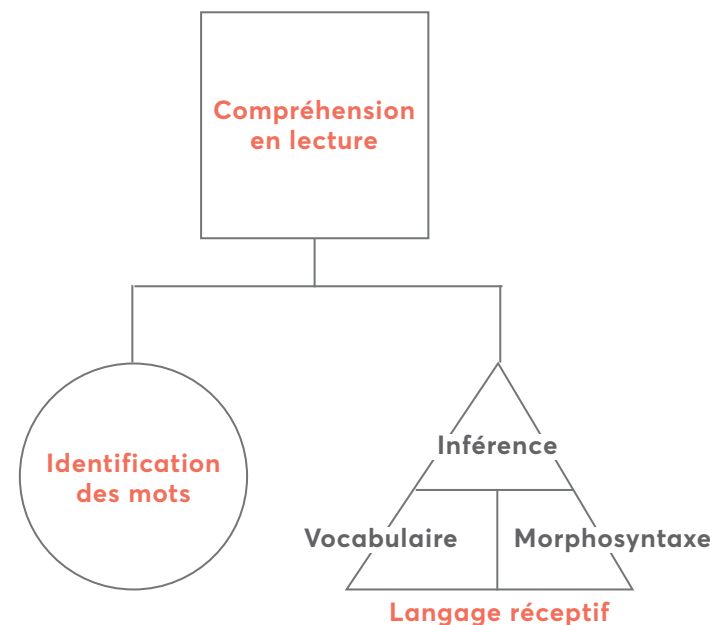 Compréhension
en lecture
Identification
des mots
Inférence
Vocabulaire
Morphosyntaxe
Langage réceptif